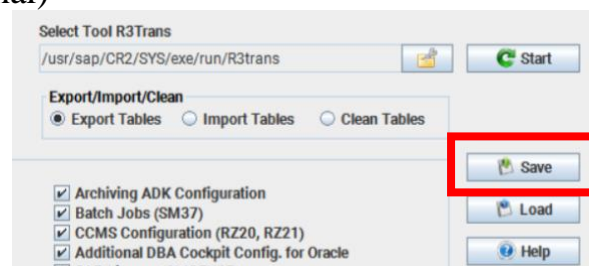 Select Tool R3Trans
/usr/sap/CR2/SYS/exe/run/R3trans
Start
Export/Import/Clean
Export Tables Import Tables Clean Tables
Save
Archiving ADK Configuration
Batch Jobs (SM37)
Load
CCMS Configuration (RZ20, RZ21)
Additional DBA Cockpit Config. for Oracle
Help